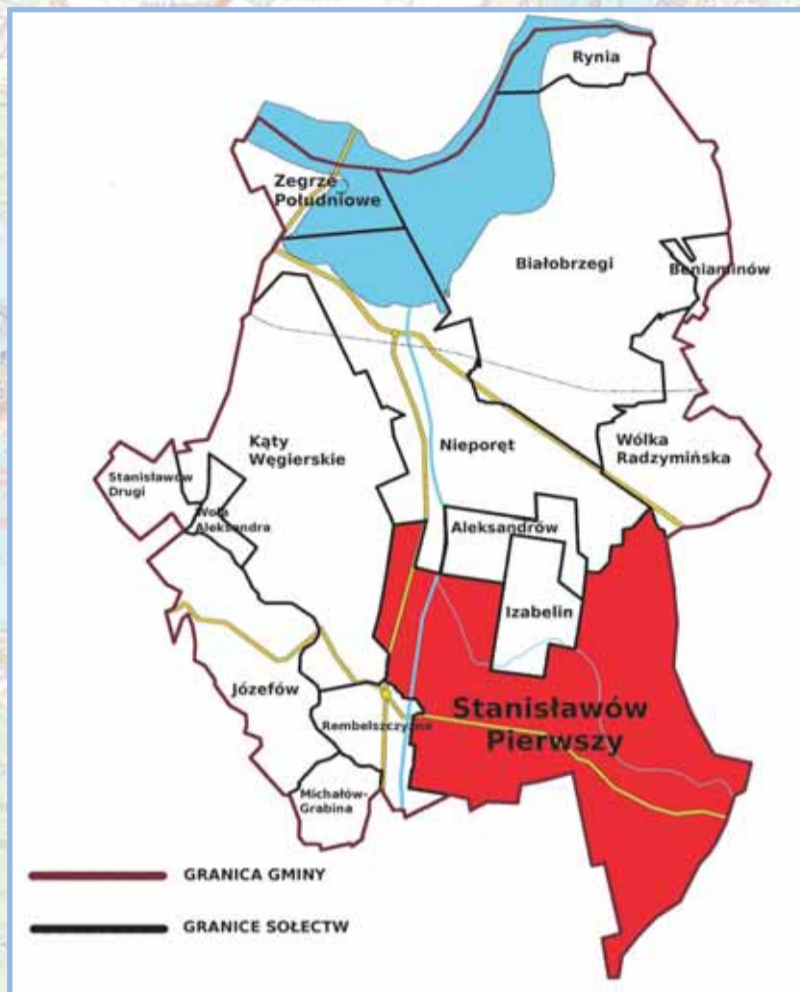 Rynia
Zegrze
Południowe
Białobrzegi
Beniaminów
Kąty
Węgierskie
Nieporęt
Wólka
Radzymińska
Stanisławów
Drugi
Wola
Aleksandra
Aleksandrów
Izabelin
Józefów
Stanisławów
Pierwszy
Rembelszczyzna
Michałów-
Grabina
GRANICA GMINY
GRANICE SOŁECTW